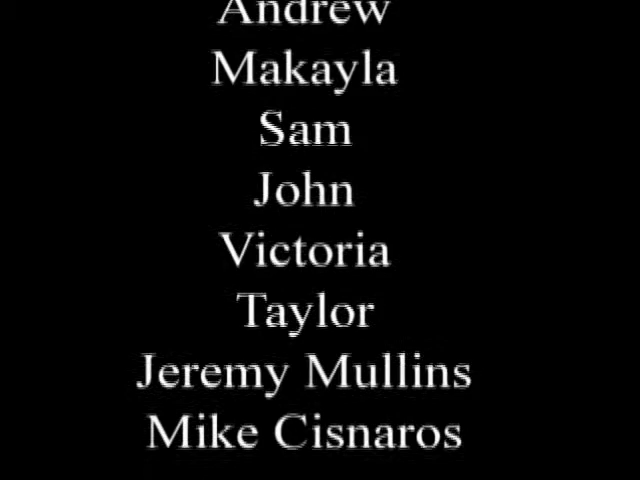 Andrew
Makayla
Sam
John
Victoria
Taylor
Jeremy Mullins
Mike Cisnaros